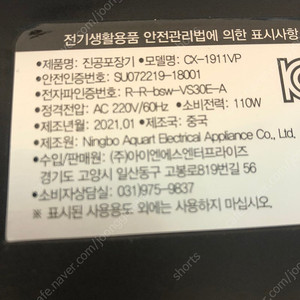 전기생활용품 안전관리법에 의한 표시사항
•제품명: 진공포장기 •모델명: CX-1911VP
•안전인증번호: SU072219-18001
•전자파인증번호: R-R-bsw-VS30E-A
•정격전압: AC 220V/60Hz •소비전력: 110W
•제조년월: 2021.01 •제조국: 중국
•제조원: Ningbo Aquart Electrical Appliance Co., Ltd.
•수입/판매원: (주)아이엔에스엔터프라이즈
경기도 고양시 일산동구 고봉로819번길 56
•소비자상담실: 031)975-9837
※ 표시된 사용용도 외에는 사용하지 마십시오.